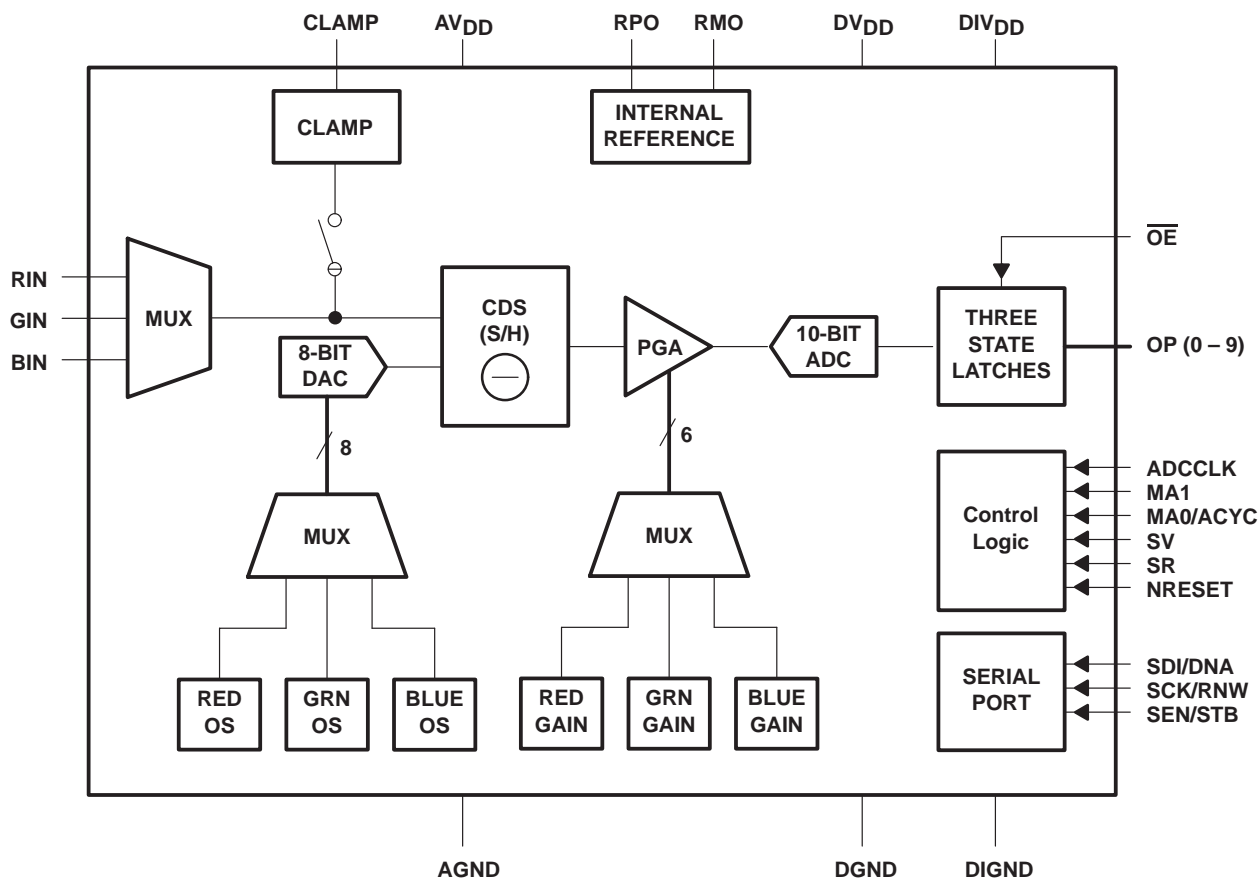 CLAMP
AVDD
RPO
RMO
DVDD
DIVDD
CLAMP
INTERNAL
REFERENCE
OE
RIN
GIN
BIN
MUX
CDS
(S/H)
8-BIT
DAC
PGA
10-BIT
ADC
THREE
STATE
LATCHES
OP (0 – 9)
8
6
MUX
MUX
Control
Logic
ADCCLK
MA1
MA0/ACYC
SV
SR
NRESET
RED
OS
GRN
OS
BLUE
OS
RED
GAIN
GRN
GAIN
BLUE
GAIN
SERIAL
PORT
SDI/DNA
SCK/RNW
SEN/STB
AGND
DGND
DIGND